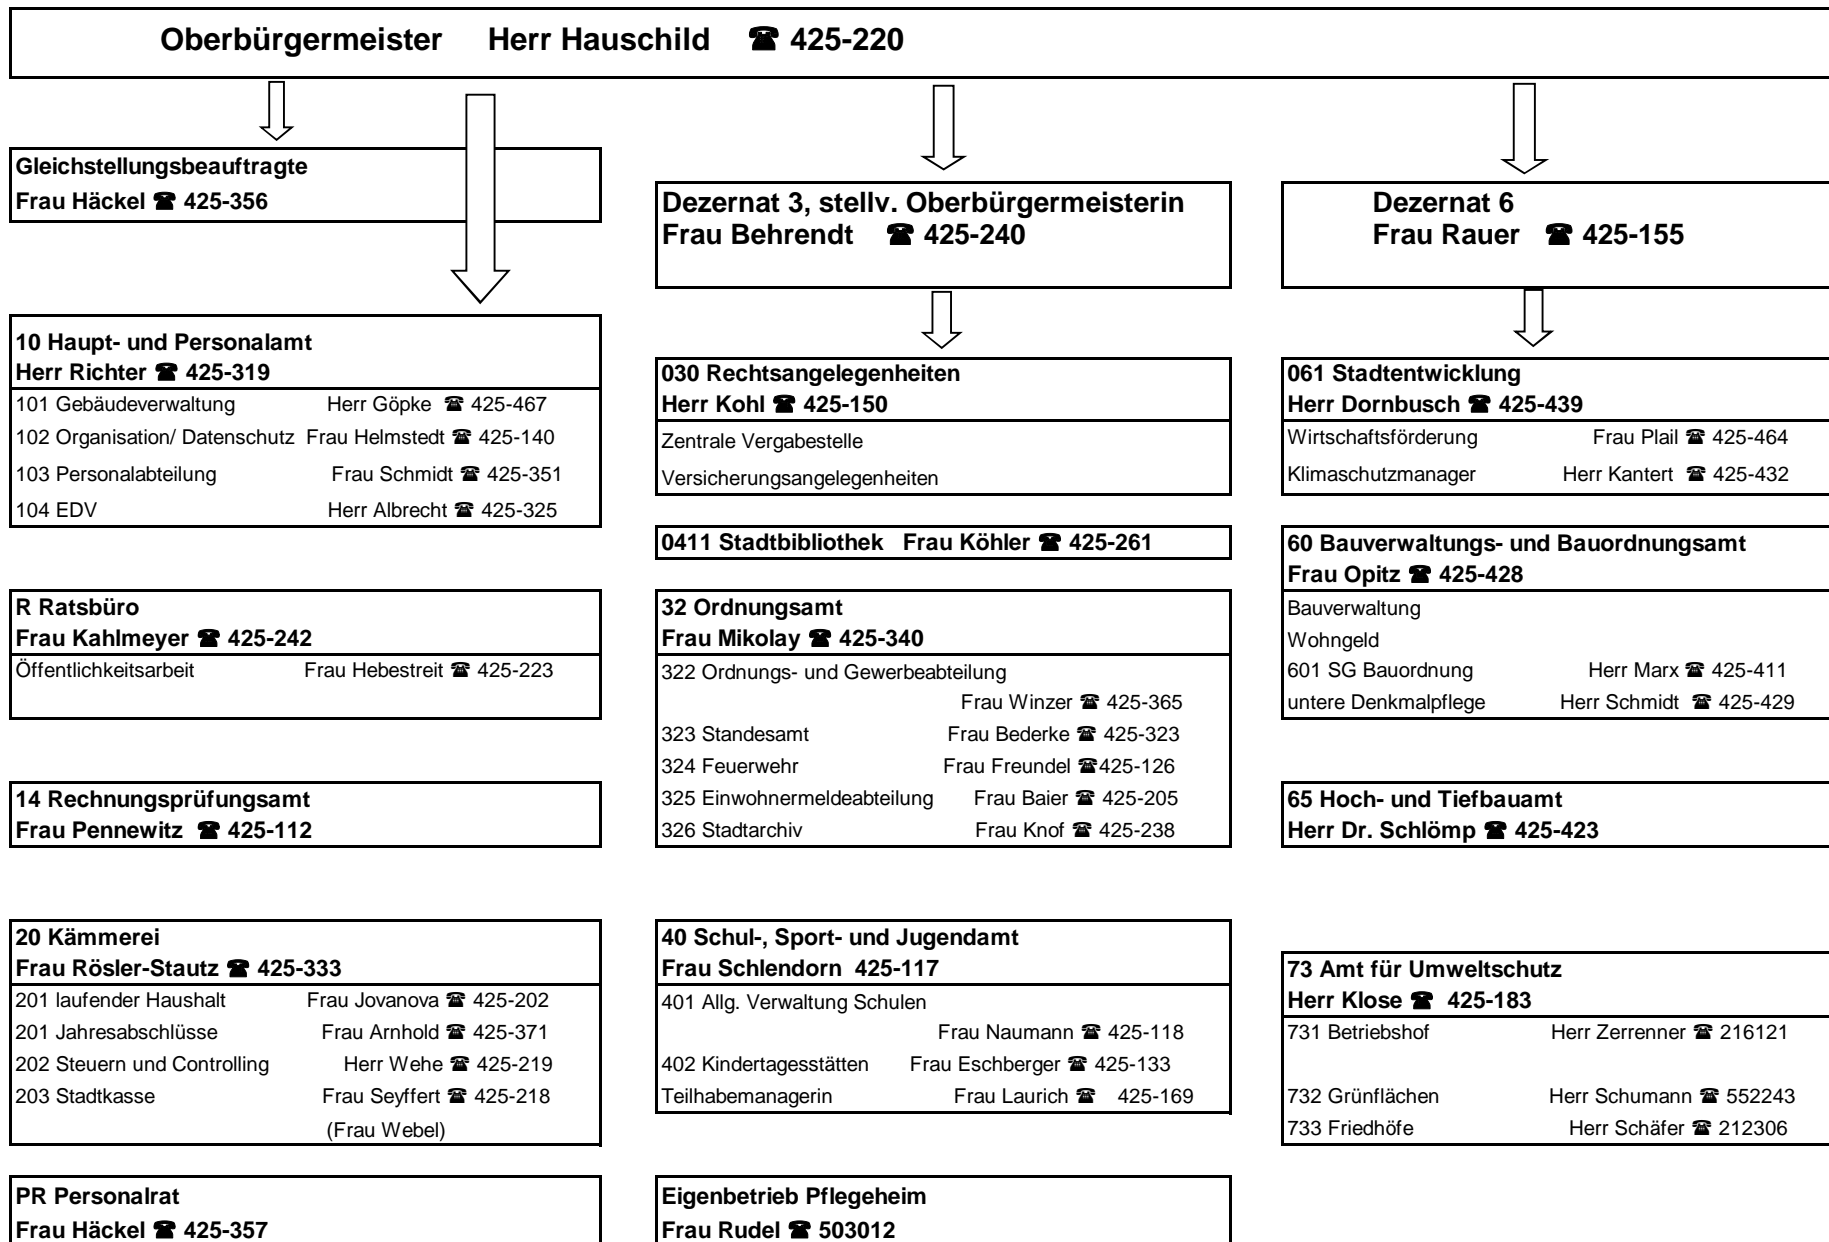 Oberbürgermeister Herr Hauschild ☎ 425-220
Gleichstellungsbeauftragte
Frau Häckel ☎ 425-356
10 Haupt- und Personalamt
Herr Richter ☎ 425-319
101 Gebäudeverwaltung Herr Göpke ☎ 425-467
102 Organisation/ Datenschutz Frau Helmstedt ☎ 425-140
103 Personalabteilung Frau Schmidt ☎ 425-351
104 EDV Herr Albrecht ☎ 425-325
R Ratsbüro
Frau Kahlmeyer ☎ 425-242
Öffentlichkeitsarbeit Frau Hebestreit ☎ 425-223
14 Rechnungsprüfungsamt
Frau Pennewitz ☎ 425-112
20 Kämmerei
Frau Rösler-Stautz ☎ 425-333
201 laufender Haushalt Frau Jovanova ☎ 425-202
201 Jahresabschlüsse Frau Arnhold ☎ 425-371
202 Steuern und Controlling Herr Wehe ☎ 425-219
203 Stadtkasse Frau Seyffert ☎ 425-218
(Frau Webel)
PR Personalrat
Frau Häckel ☎ 425-357
Dezernat 3, stellv. Oberbürgermeisterin
Frau Behrendt ☎ 425-240
030 Rechtsangelegenheiten
Herr Kohl ☎ 425-150
Zentrale Vergabestelle
Versicherungsangelegenheiten
0411 Stadtbibliothek Frau Köhler ☎ 425-261
32 Ordnungsamt
Frau Mikolay ☎ 425-340
322 Ordnungs- und Gewerbeabteilung
Frau Winzer ☎ 425-365
323 Standesamt Frau Bederke ☎ 425-323
324 Feuerwehr Frau Freundel ☎425-126
325 Einwohnermeldeabteilung Frau Baier ☎ 425-205
326 Stadtarchiv Frau Knof ☎ 425-238
40 Schul-, Sport- und Jugendamt
Frau Schlendorn 425-117
401 Allg. Verwaltung Schulen
Frau Naumann ☎ 425-118
402 Kindertagesstätten Frau Eschberger ☎ 425-133
Teilhabemanagerin Frau Laurich ☎ 425-169
Eigenbetrieb Pflegeheim
Frau Rudel ☎ 503012
Dezernat 6
Frau Rauer ☎ 425-155
061 Stadtentwicklung
Herr Dornbusch ☎ 425-439
Wirtschaftsförderung Frau Plail ☎ 425-464
Klimaschutzmanager Herr Kantert ☎ 425-432
60 Bauverwaltungs- und Bauordnungsamt
Frau Opitz ☎ 425-428
Bauverwaltung
Wohngeld
601 SG Bauordnung Herr Marx ☎ 425-411
untere Denkmalpflege Herr Schmidt ☎ 425-429
65 Hoch- und Tiefbauamt
Herr Dr. Schlömp ☎ 425-423
73 Amt für Umweltschutz
Herr Klose ☎ 425-183
731 Betriebshof Herr Zerrenner ☎ 216121
732 Grünflächen Herr Schumann ☎ 552243
733 Friedhöfe Herr Schäfer ☎ 212306